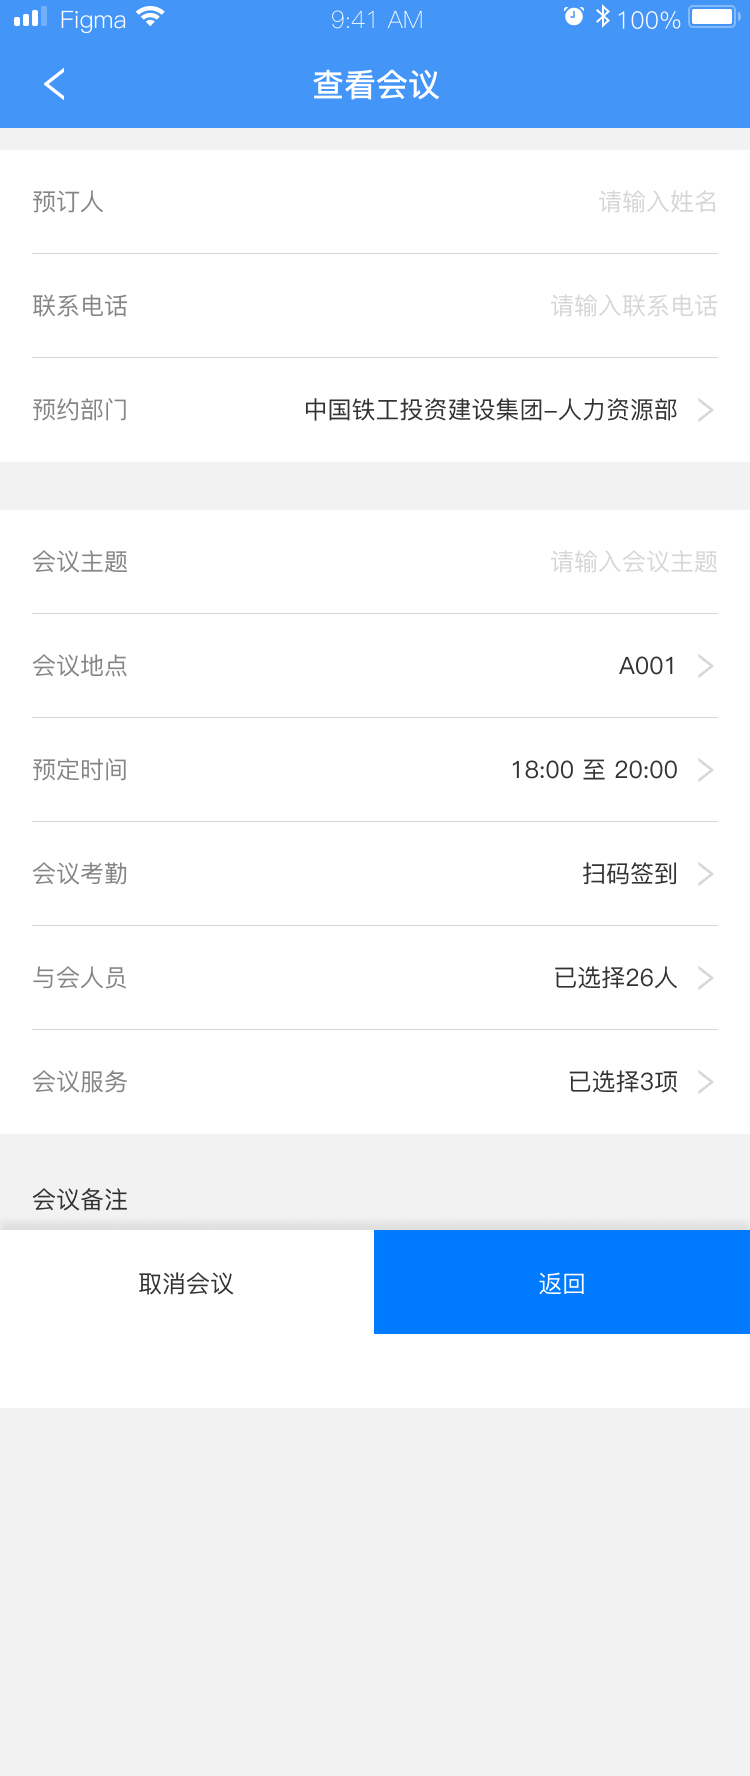 Figma 9:41 AM 100%
查看会议
预订人 请输入姓名
联系电话 请输入联系电话
预约部门 中国铁工投资建设集团–人力资源部
会议主题 请输入会议主题
会议地点 A001
预定时间 18:00 至 20:00
会议考勤 扫码签到
与会人员 已选择26人
会议服务 已选择3项
会议备注
取消会议 返回